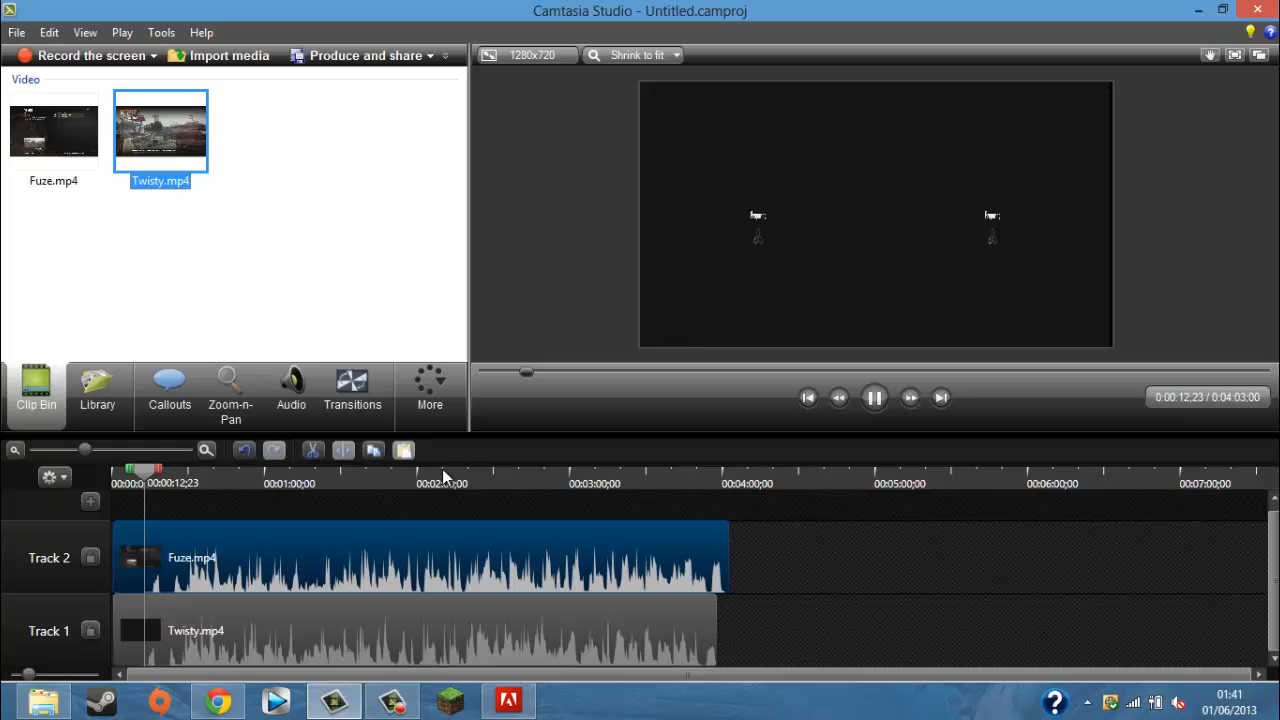 Camtasia Studio - Untitled.camproj
File Edit View Play Tools Help
Record the screen Import media Produce and share
1280x720 Shrink to fit
Video
Fuze.mp4 Twisty.mp4
Clip Bin Library Callouts Zoom-n-Pan Audio Transitions More
0:00:12;23 / 0:04:03;00
00:00:0 00:00:12;23 00:01:00;00 00:02:00;00 00:03:00;00 00:04:00;00 00:05:00;00 00:06:00;00 00:07:00;00
Track 2 Fuze.mp4
Track 1 Twisty.mp4
01:41
01/06/2013